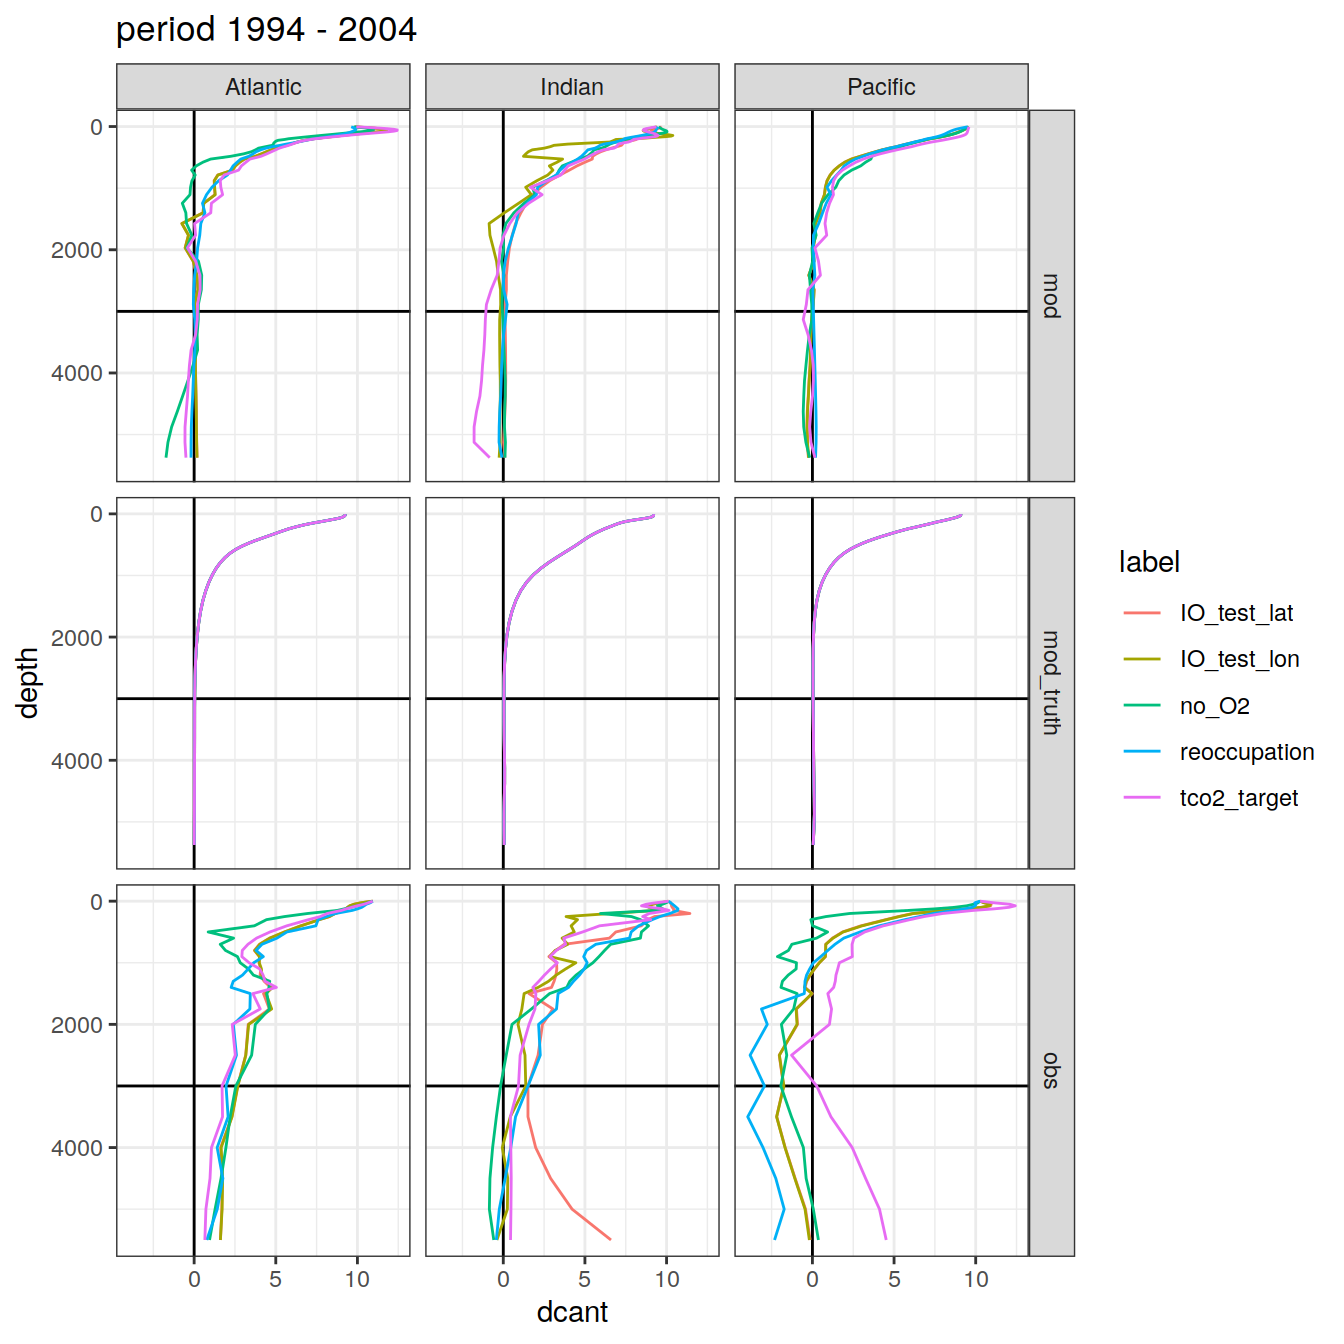 period 1994 - 2004
Atlantic
Indian
Pacific
0
2000
4000
mod
0
2000
4000
mod_truth
0
2000
4000
obs
depth
0
5
10
0
5
10
0
5
10
dcant
label
IO_test_lat
IO_test_lon
no_O2
reoccupation
tco2_target